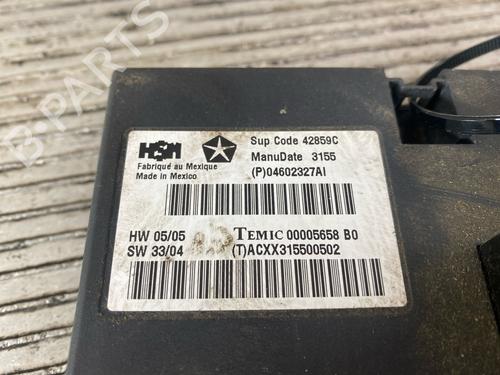 B-PARTS
HSM
Fabriqué au Mexique
Made in Mexico
Sup Code 42859C
ManuDate 3155
(P)04602327AI
HW 05/05
SW 33/04
TEMIC 00005658 B0
(T)ACXX315500502